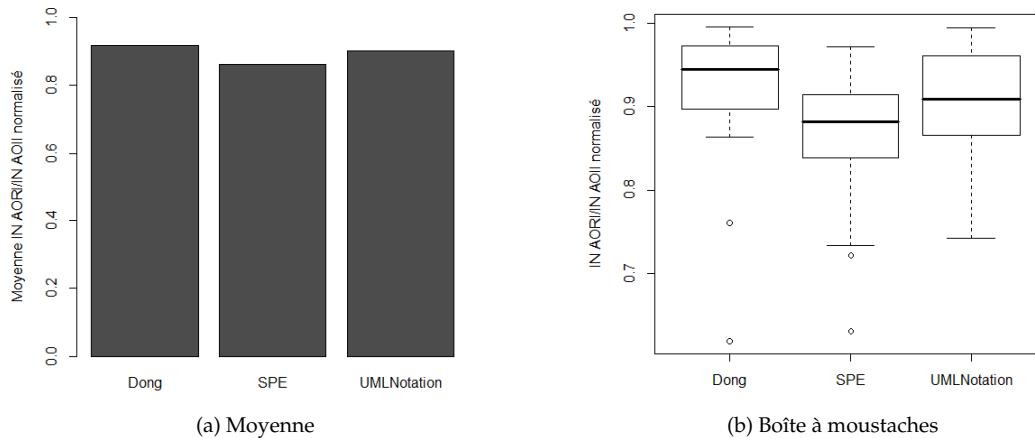 Moyenne IN AORI/IN AOII normalisé
1.0
0.8
0.6
0.4
0.2
0.0
Dong SPE UMLNotation
(a) Moyenne
IN AORI/IN AOII normalisé
1.0
0.9
0.8
0.7
Dong SPE UMLNotation
(b) Boîte à moustaches